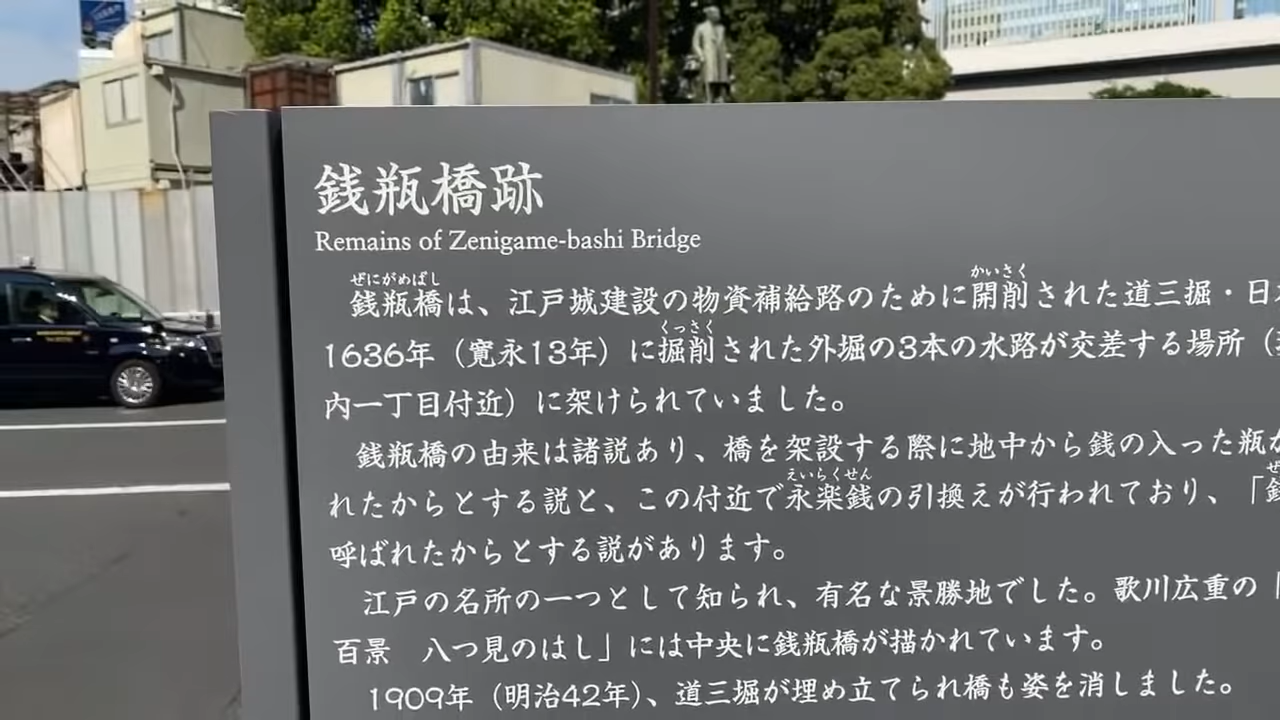 銭瓶橋跡
Remains of Zenigame-bashi Bridge
ぜにがめばし
かいさく
銭瓶橋は、江戸城建設の物資補給路のために開削された道三掘・日
くっさく
1636年（寛永13年）に掘削された外堀の3本の水路が交差する場所（
内一丁目付近）に架けられていました。
銭瓶橋の由来は諸説あり、橋を架設する際に地中から銭の入った瓶が
えいらくせん
れたからとする説と、この付近で永楽銭の引換えが行われており、「銭
呼ばれたからとする説があります。
江戸の名所の一つとして知られ、有名な景勝地でした。歌川広重の「
百景　八つ見のはし」には中央に銭瓶橋が描かれています。
1909年（明治42年）、道三堀が埋め立てられ橋も姿を消しました。